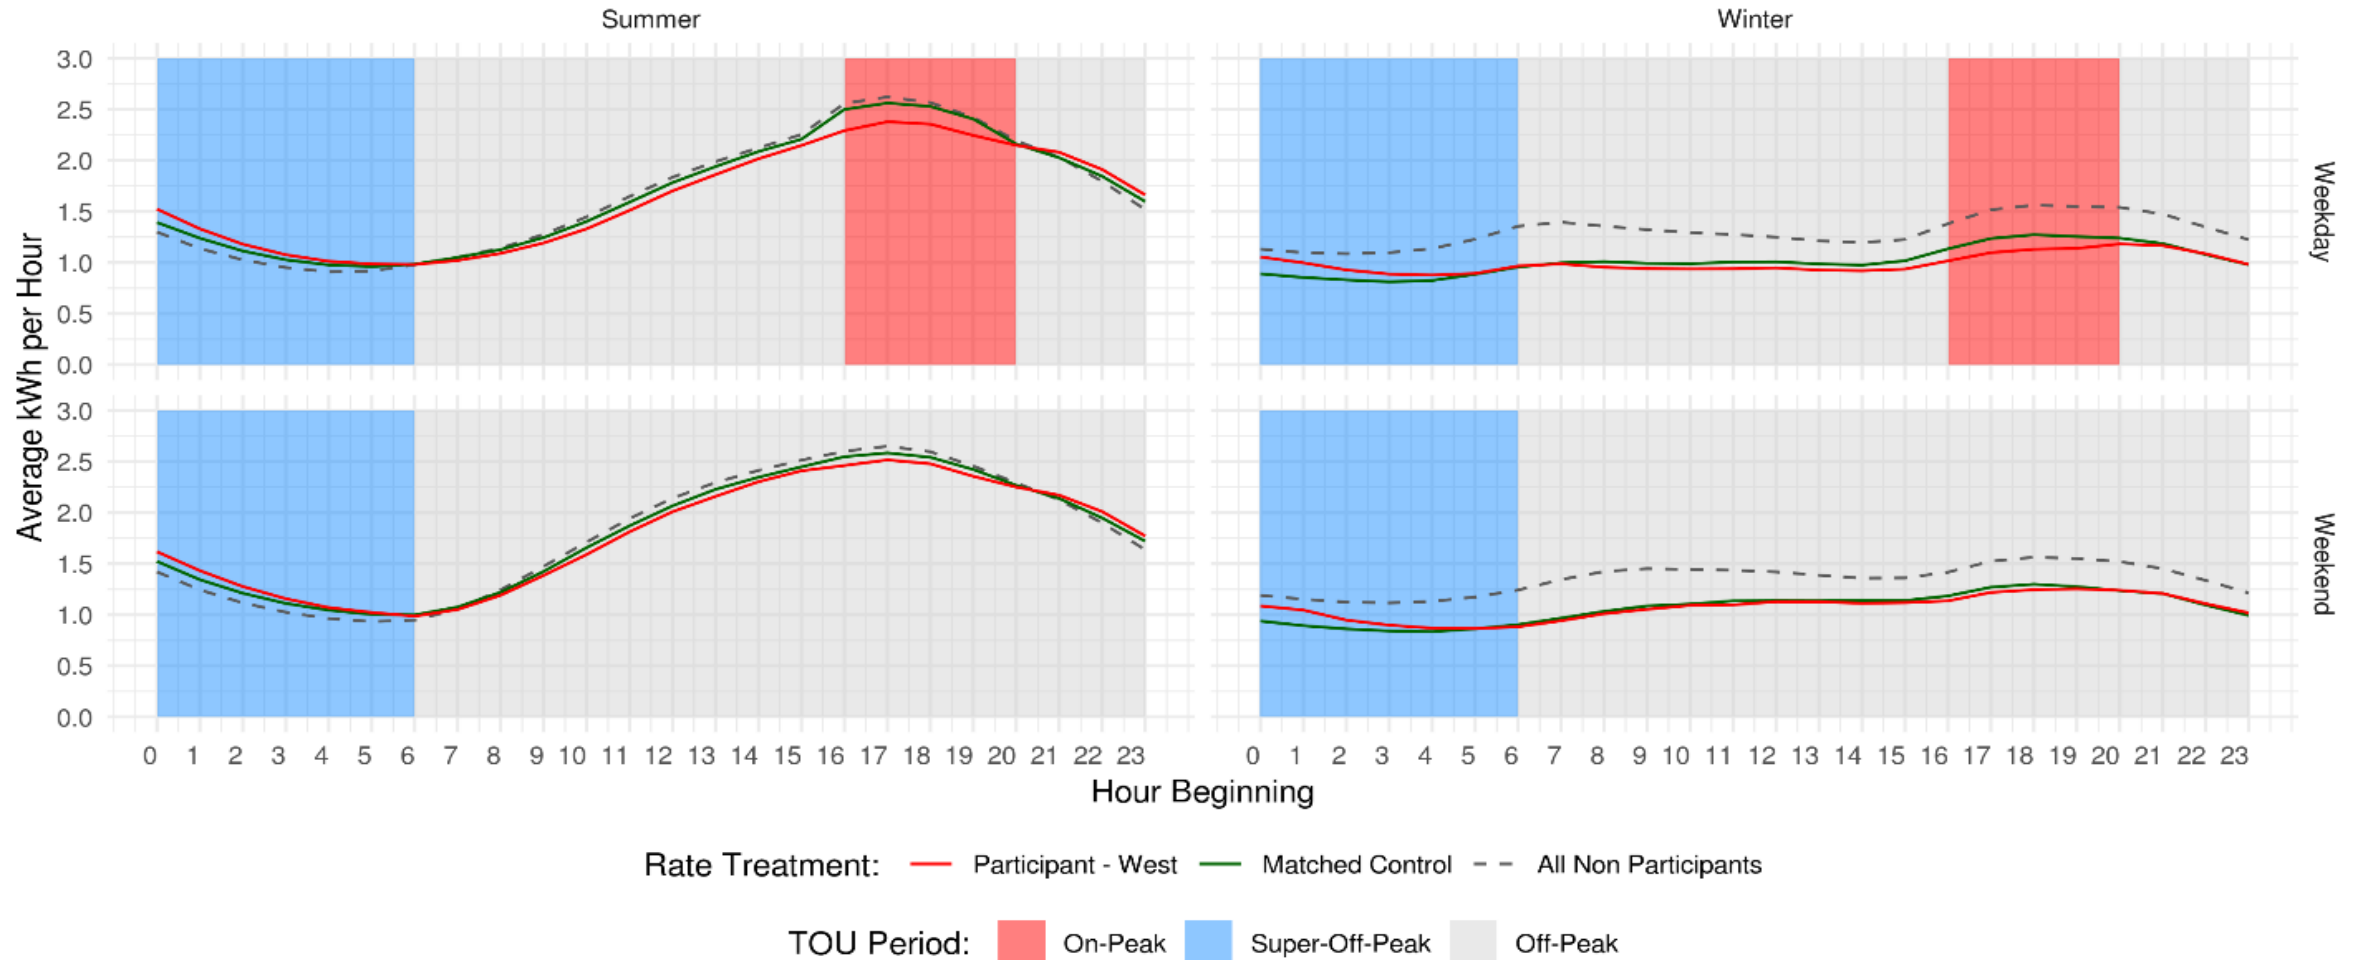 Summer Winter
3.0
2.5
2.0
1.5
1.0
0.5
0.0
Weekday
3.0
2.5
2.0
1.5
1.0
0.5
0.0
Weekend
Average kWh per Hour
0 1 2 3 4 5 6 7 8 9 10 11 12 13 14 15 16 17 18 19 20 21 22 23 0 1 2 3 4 5 6 7 8 9 10 11 12 13 14 15 16 17 18 19 20 21 22 23
Hour Beginning
Rate Treatment: Participant - West Matched Control All Non Participants
TOU Period: On-Peak Super-Off-Peak Off-Peak